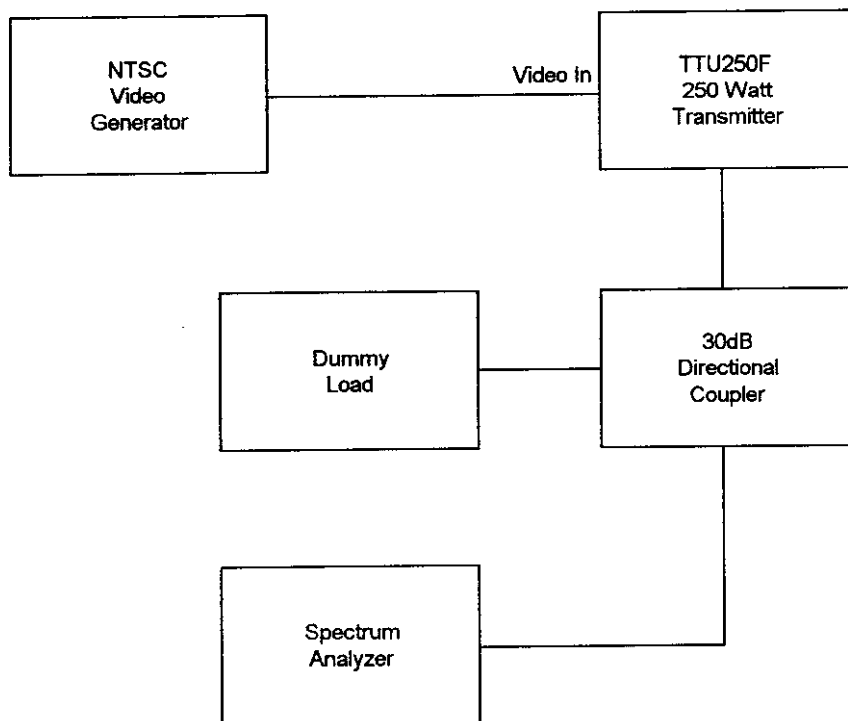 NTSC
Video
Generator
Video In
TTU250F
250 Watt
Transmitter
Dummy
Load
30dB
Directional
Coupler
Spectrum
Analyzer